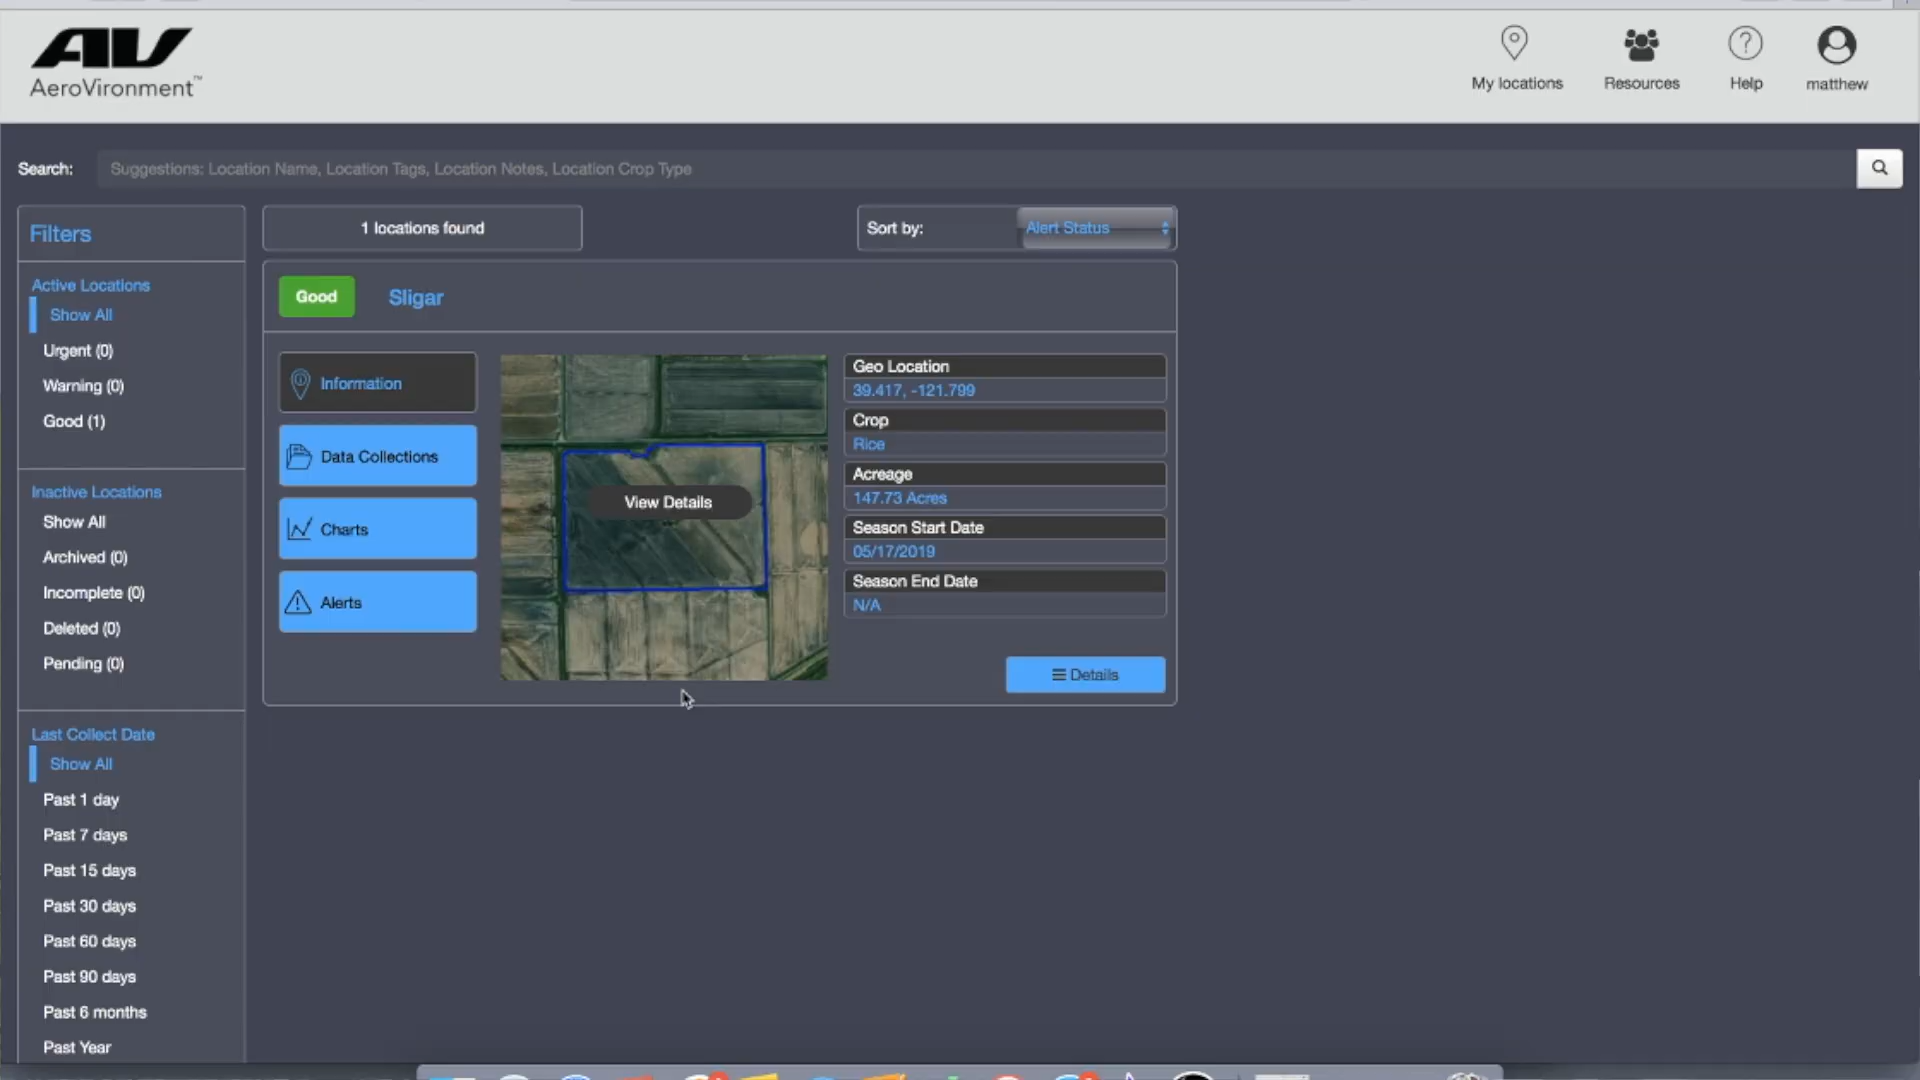 AV
AeroVironment™
My locations
Resources
Help
matthew
Search:
Suggestions: Location Name, Location Tags, Location Notes, Location Crop Type
Filters
Active Locations
Show All
Urgent (0)
Warning (0)
Good (1)
Inactive Locations
Show All
Archived (0)
Incomplete (0)
Deleted (0)
Pending (0)
Last Collect Date
Show All
Past 1 day
Past 7 days
Past 15 days
Past 30 days
Past 60 days
Past 90 days
Past 6 months
Past Year
1 locations found
Sort by:
Alert Status
Good
Sligar
Information
Data Collections
Charts
Alerts
View Details
Geo Location
39.417, -121.799
Crop
Rice
Acreage
147.73 Acres
Season Start Date
05/17/2019
Season End Date
N/A
Details